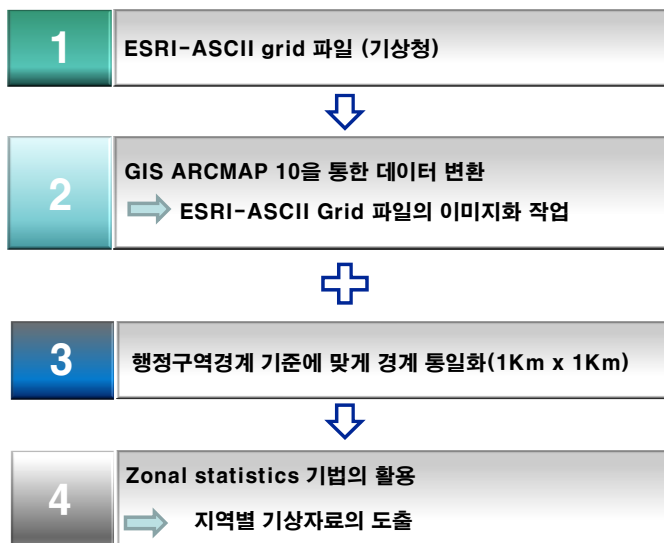 1
ESRI-ASCII grid 파일 (기상청)
2
GIS ARCMAP 10을 통한 데이터 변환
ESRI-ASCII Grid 파일의 이미지화 작업
3
행정구역경계 기준에 맞게 경계 통일화(1Km x 1Km)
4
Zonal statistics 기법의 활용
지역별 기상자료의 도출